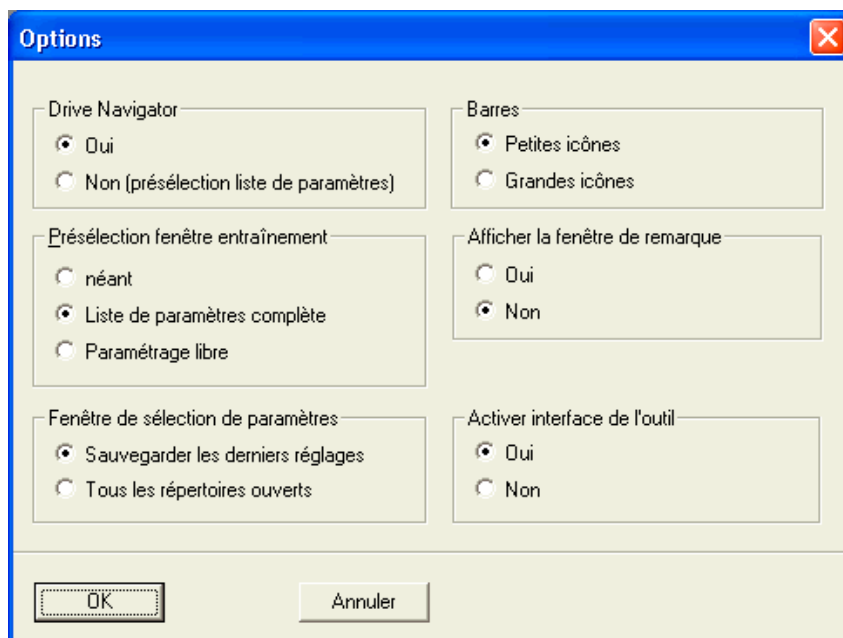 Options
Drive Navigator
Oui
Non (présélection liste de paramètres)
Présélection fenêtre entraînement
néant
Liste de paramètres complète
Paramétrage libre
Fenêtre de sélection de paramètres
Sauvegarder les derniers réglages
Tous les répertoires ouverts
Barres
Petites icônes
Grandes icônes
Afficher la fenêtre de remarque
Oui
Non
Activer interface de l'outil
Oui
Non
OK
Annuler